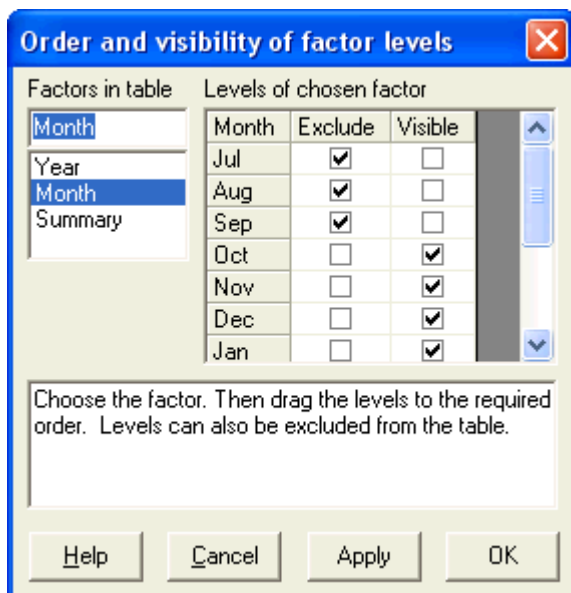 Order and visibility of factor levels
Factors in table
Month
Year
Month
Summary
Levels of chosen factor
Month Exclude Visible
Jul
Aug
Sep
Oct
Nov
Dec
Jan
Choose the factor. Then drag the levels to the required
order. Levels can also be excluded from the table.
Help Cancel Apply OK